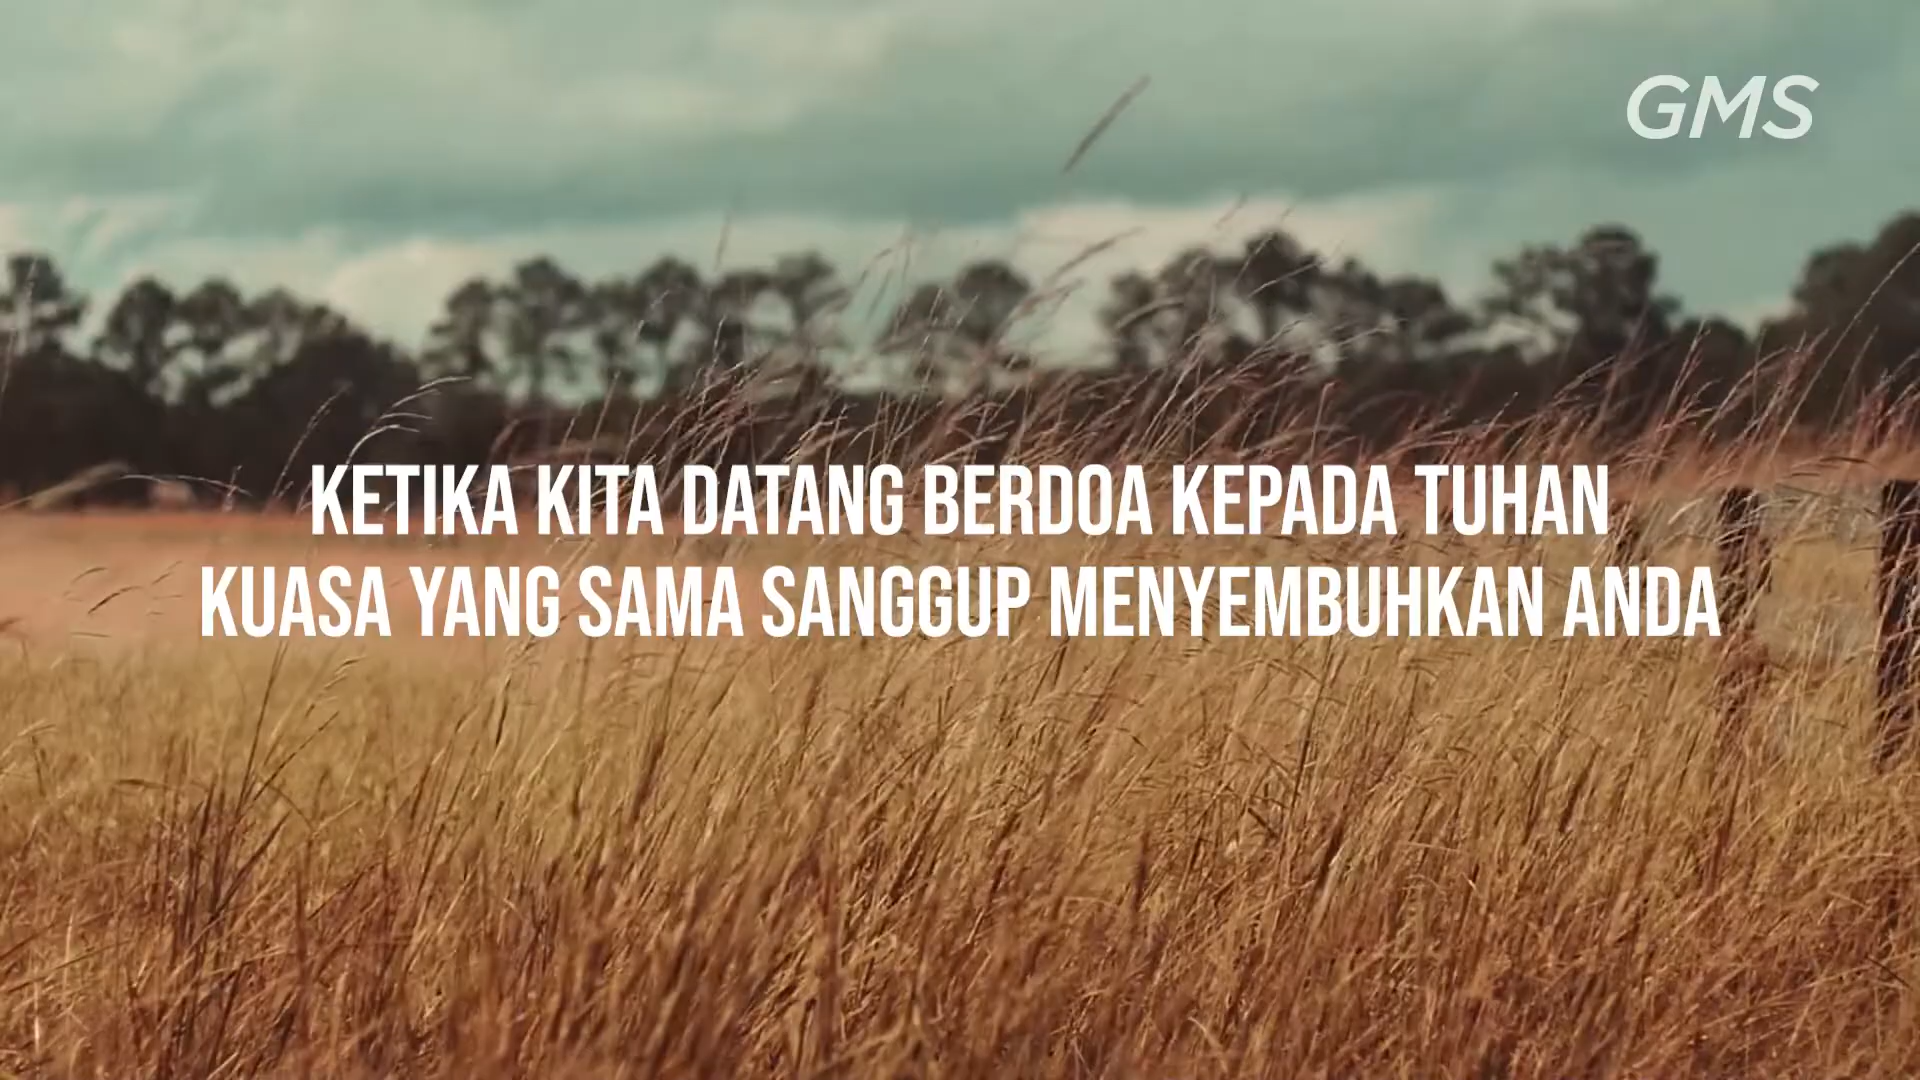 GMS
KETIKA KITA DATANG BERDOA KEPADA TUHAN
KUASA YANG SAMA SANGGUP MENYEMBUHKAN ANDA